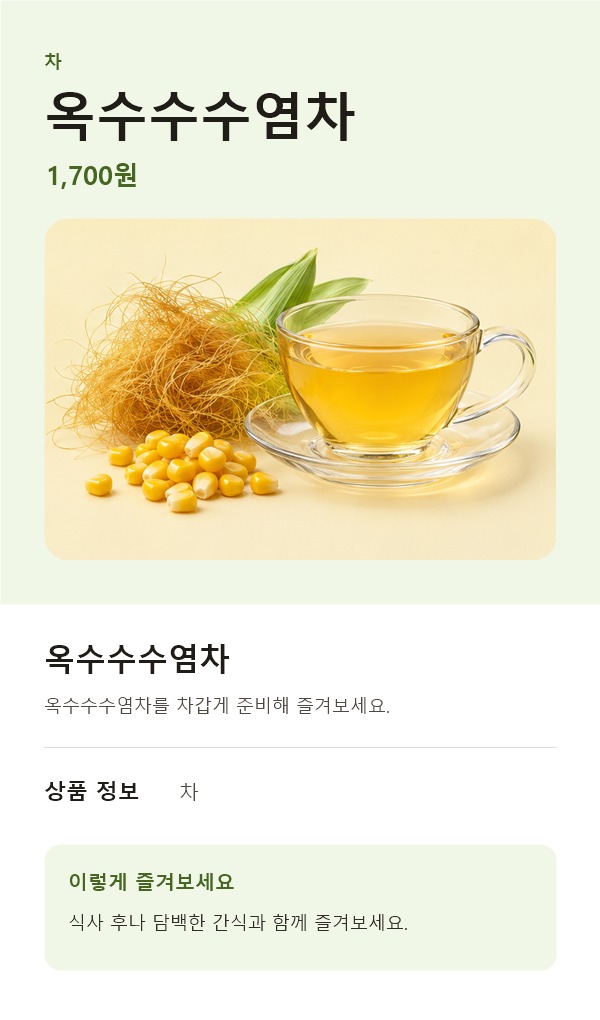 차
옥수수수염차
1,700원
옥수수수염차
옥수수수염차를 차갑게 준비해 즐겨보세요.
상품 정보 차
이렇게 즐겨보세요
식사 후나 담백한 간식과 함께 즐겨보세요.